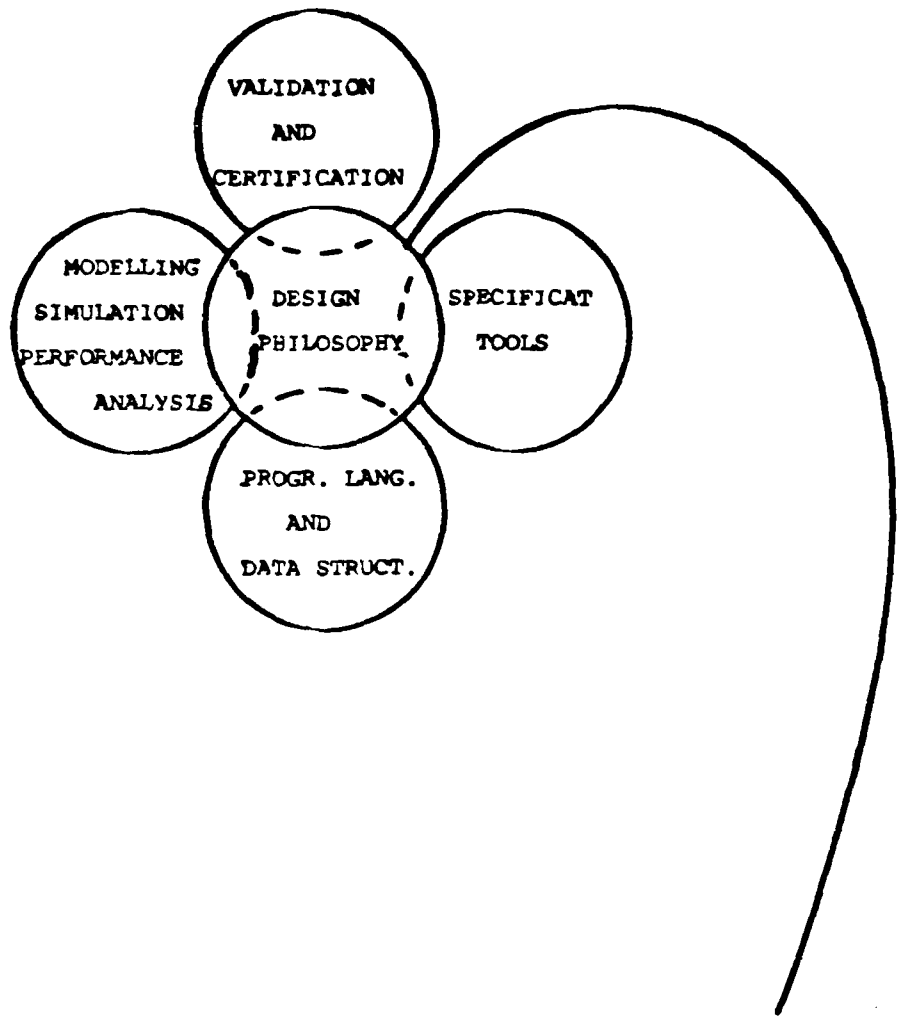 VALIDATION
AND
CERTIFICATION
MODELLING
SIMULATION
PERFORMANCE
ANALYSIS
DESIGN
PHILOSOPHY
SPECIFICAT
TOOLS
PROGR. LANG.
AND
DATA STRUCT.